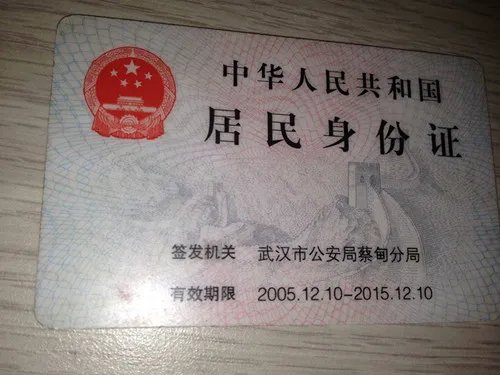 中华人民共和国
居民身份证
签发机关 武汉市公安局蔡甸分局
有效期限 2005.12.10-2015.12.10